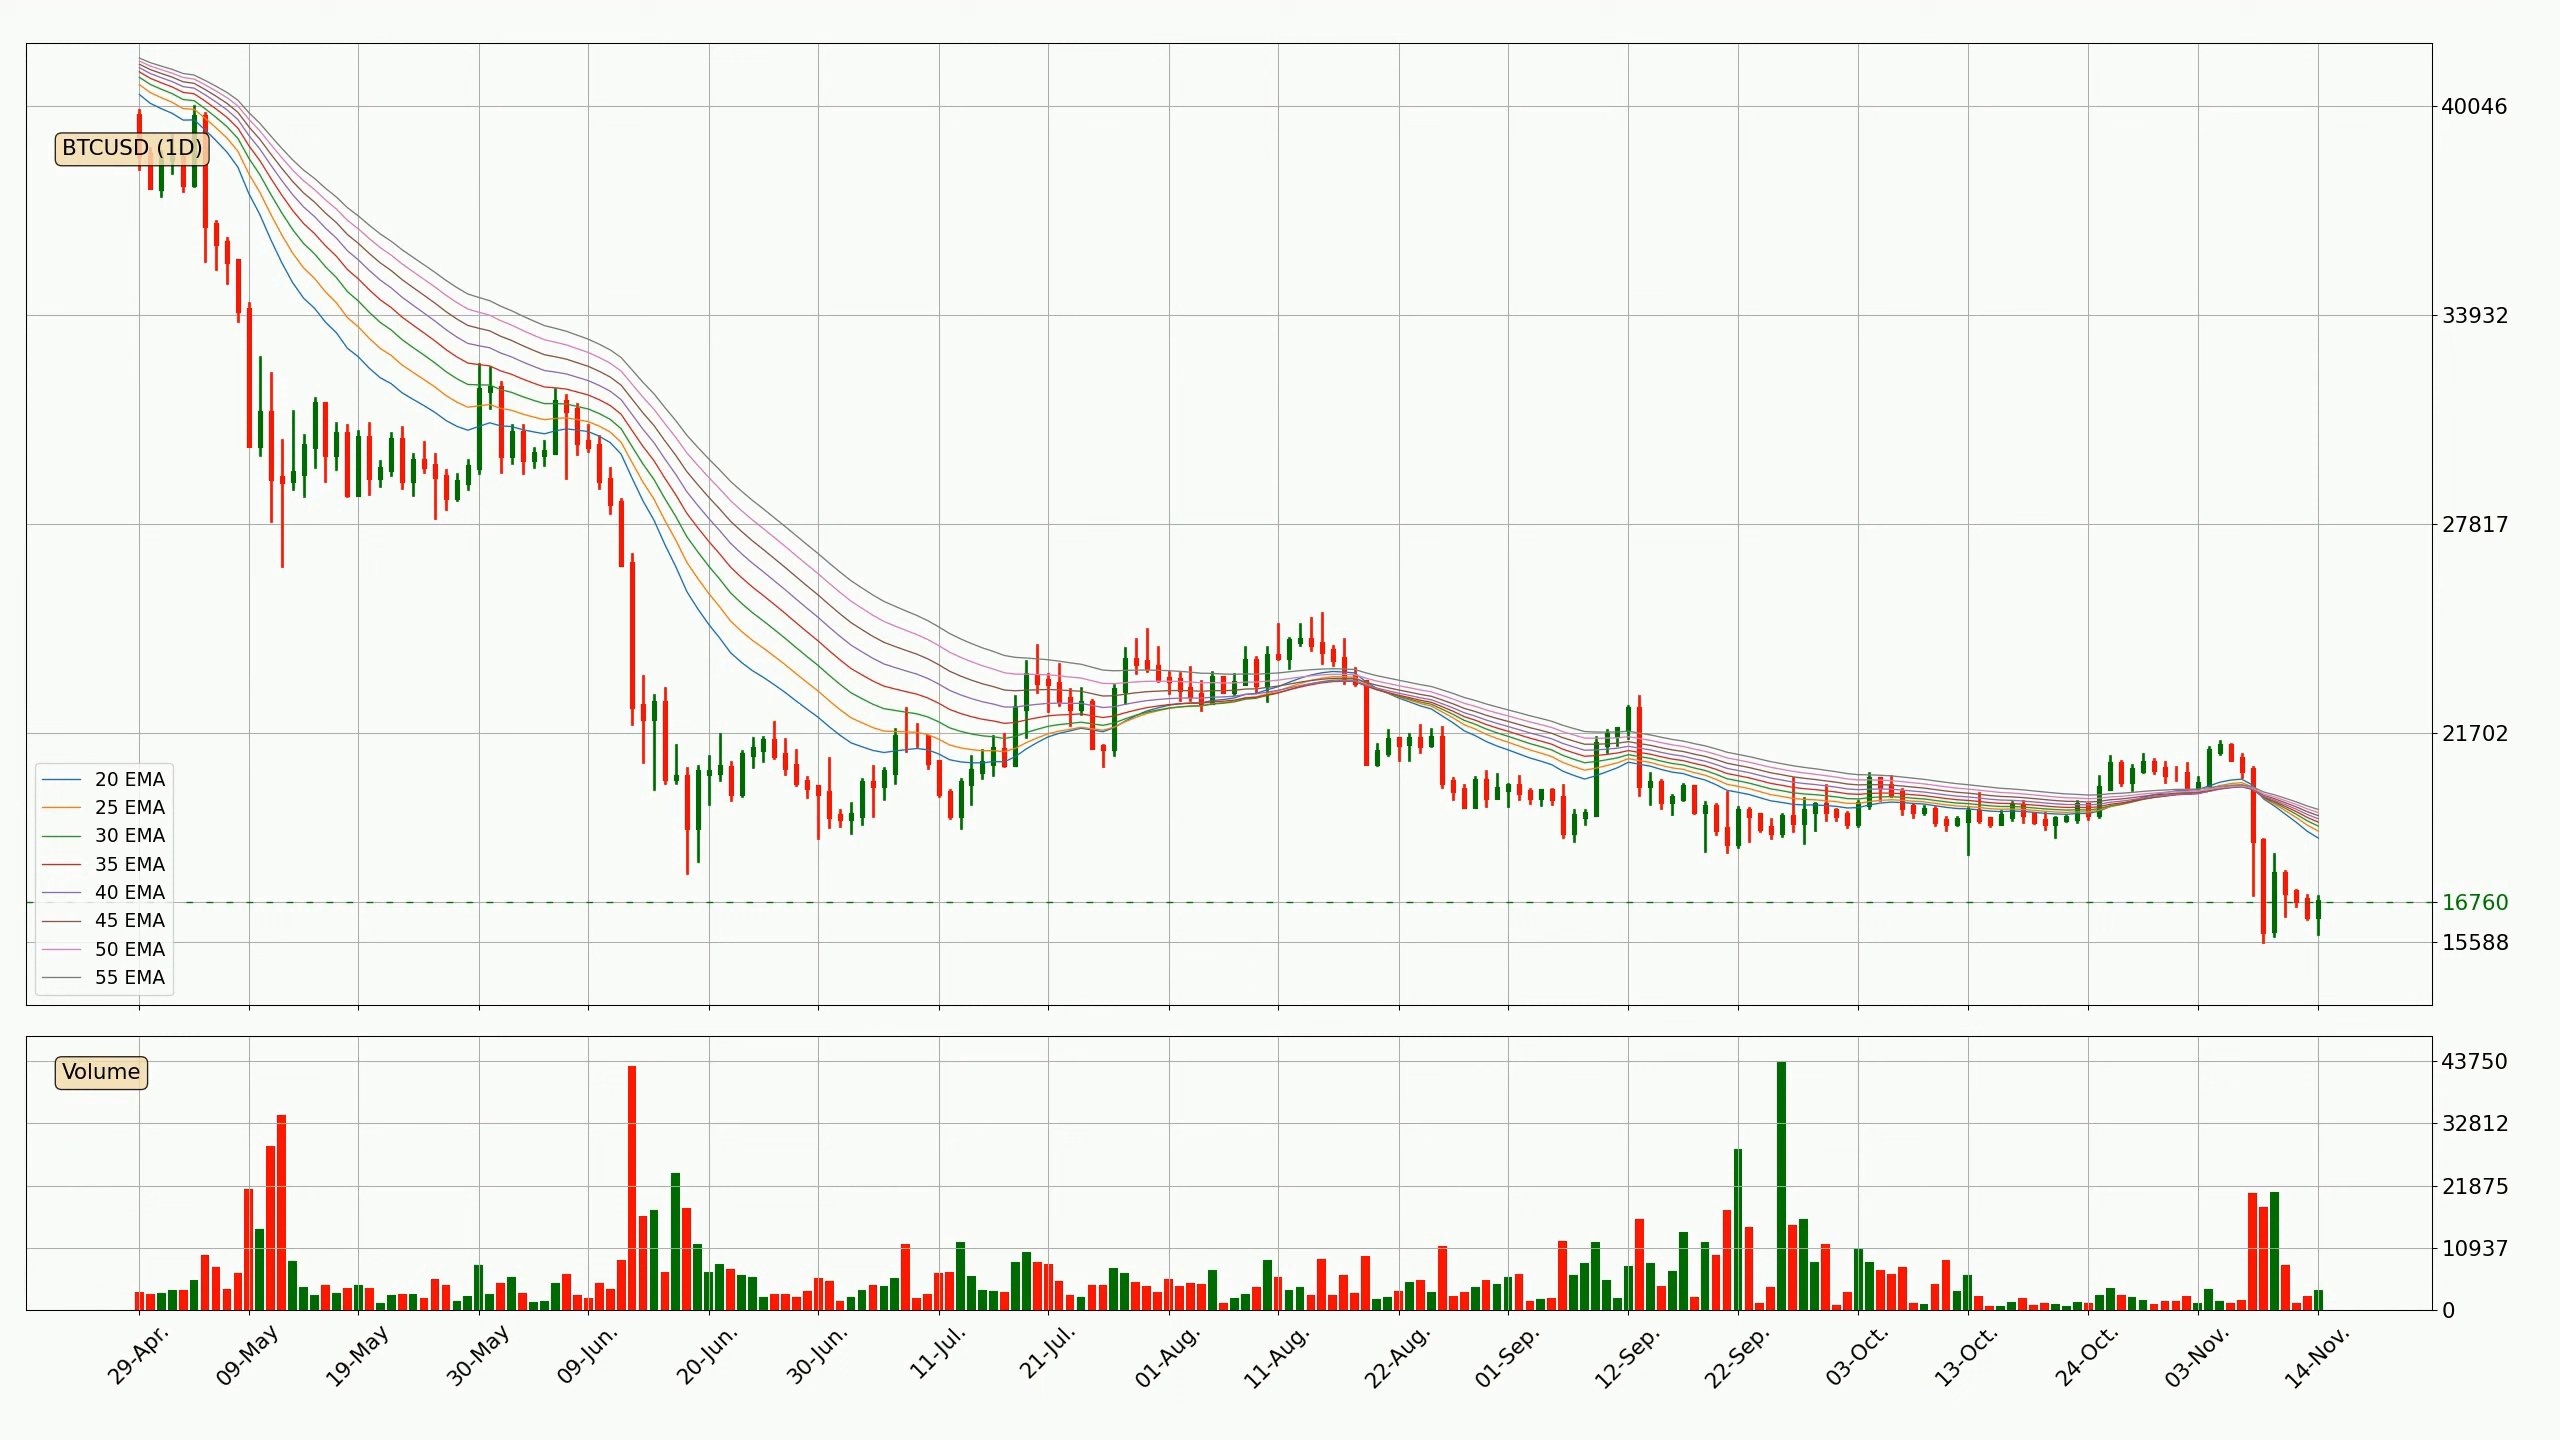 BTCUSD (1D)
40046
33932
27817
21702
16760
15588
20 EMA
25 EMA
30 EMA
35 EMA
40 EMA
45 EMA
50 EMA
55 EMA
Volume
43750
32812
21875
10937
0
29-Apr.
09-May
19-May
30-May
09-Jun.
20-Jun.
30-Jun.
11-Jul.
21-Jul.
01-Aug.
11-Aug.
22-Aug.
01-Sep.
12-Sep.
22-Sep.
03-Oct.
13-Oct.
24-Oct.
03-Nov.
14-Nov.